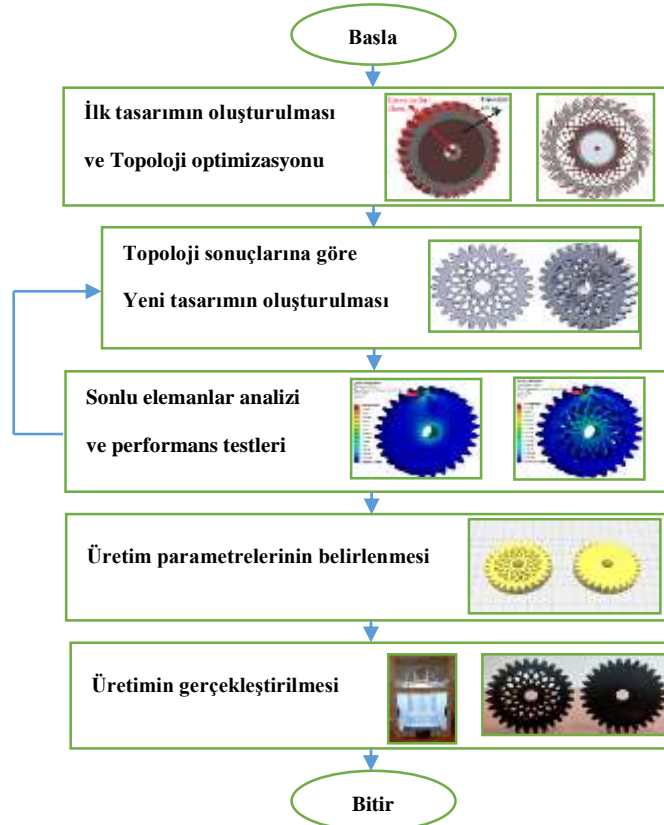 Basla
İlk tasarımın oluşturulması
ve Topoloji optimizasyonu
Topoloji sonuçlarına göre
Yeni tasarımın oluşturulması
Sonlu elemanlar analizi
ve performans testleri
Üretim parametrelerinin belirlenmesi
Üretimin gerçekleştirilmesi
Bitir